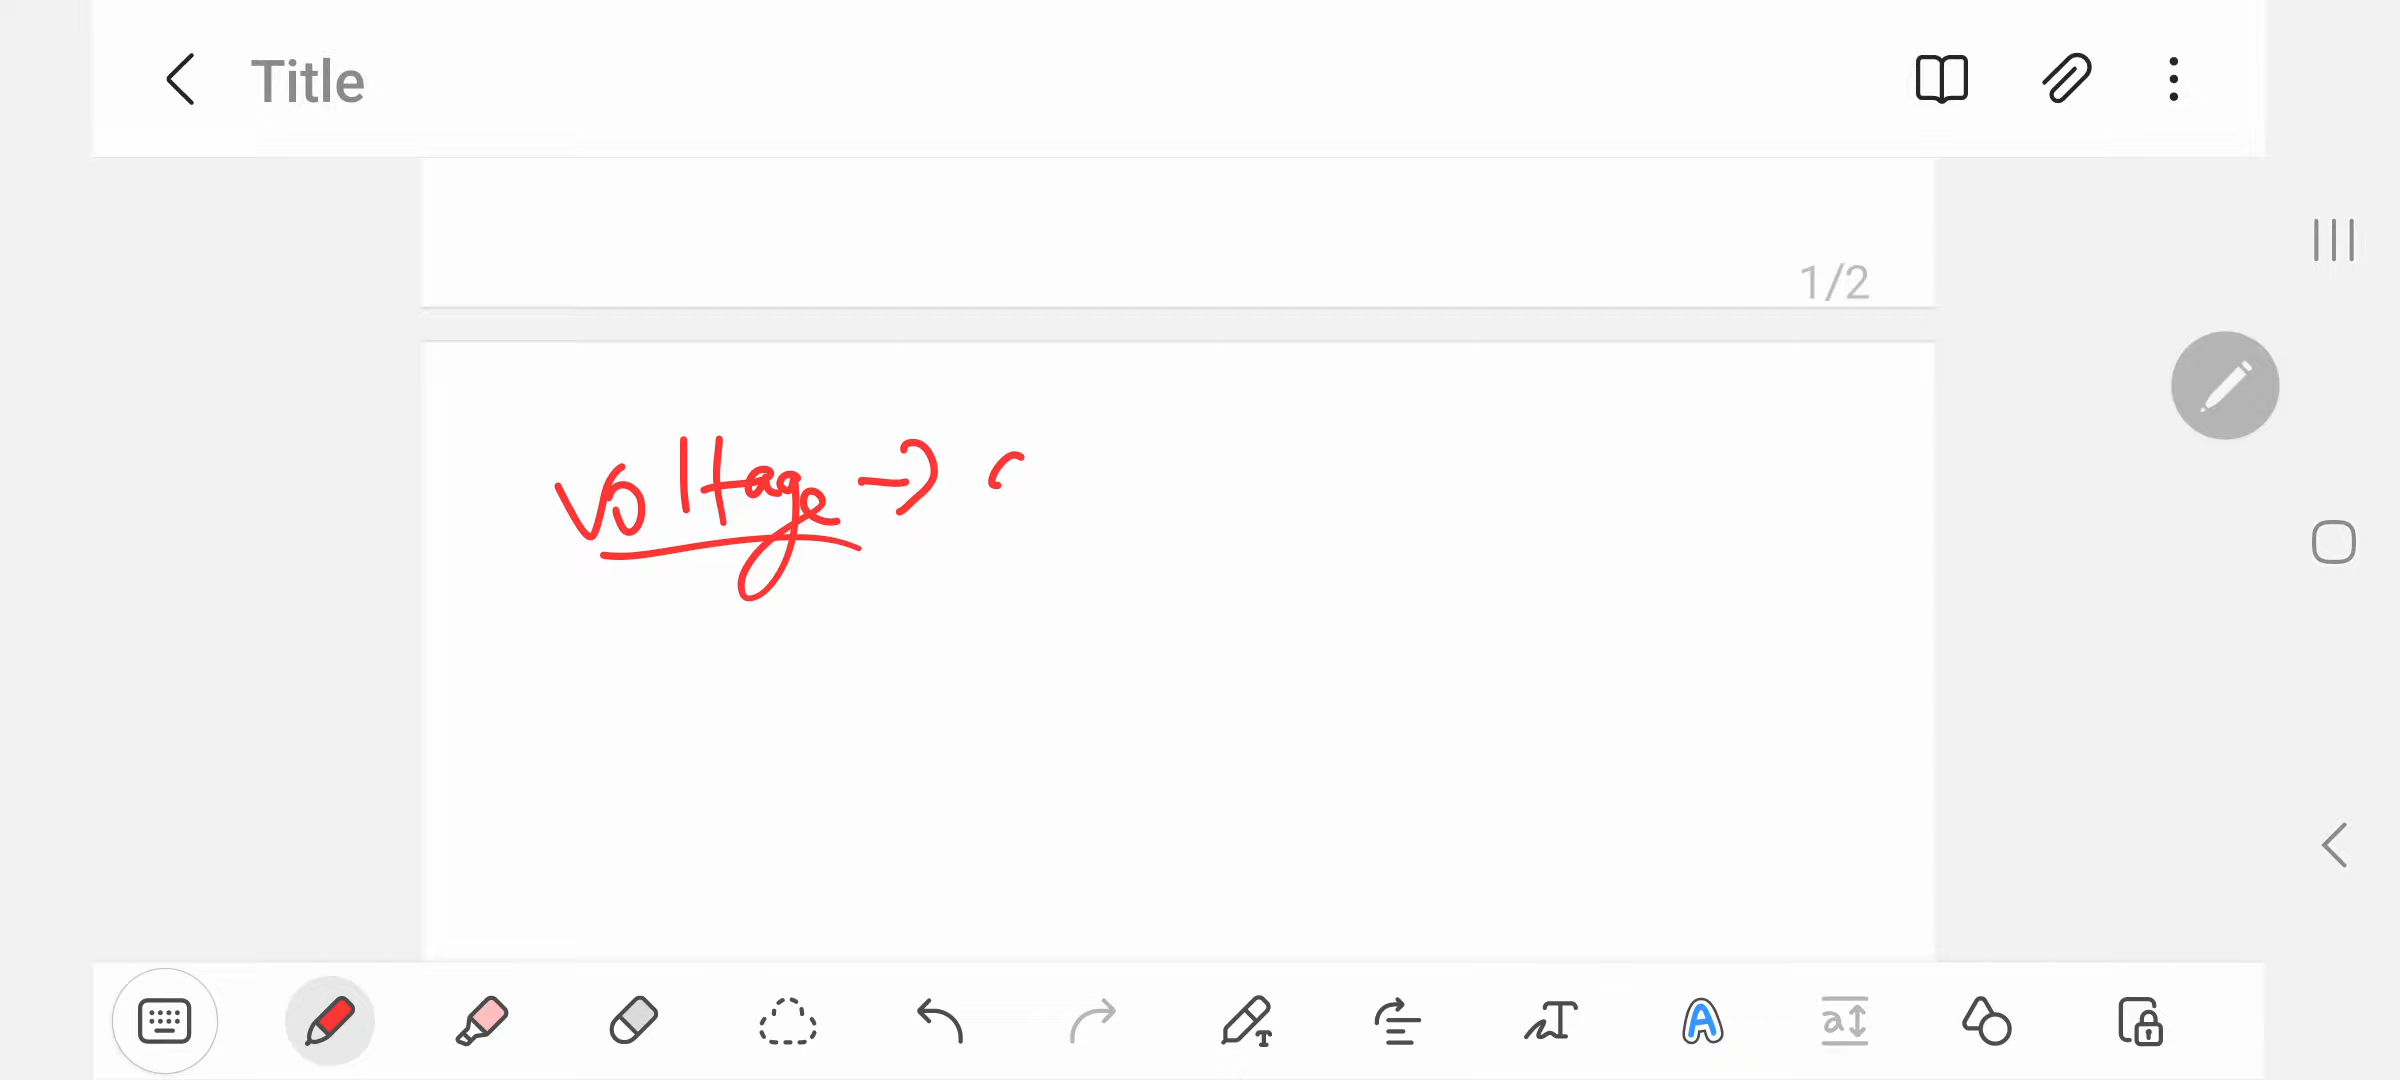 Title
1/2
Voltage →